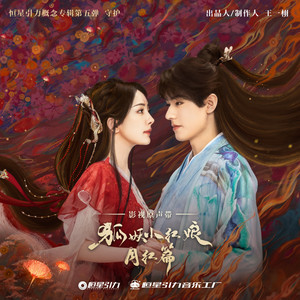 恒星引力概念专辑第五弹 守护
出品人/制作人 王一栩
影视原声带
狐妖小红娘
月红篇
恒星引力
恒星引力音乐工厂